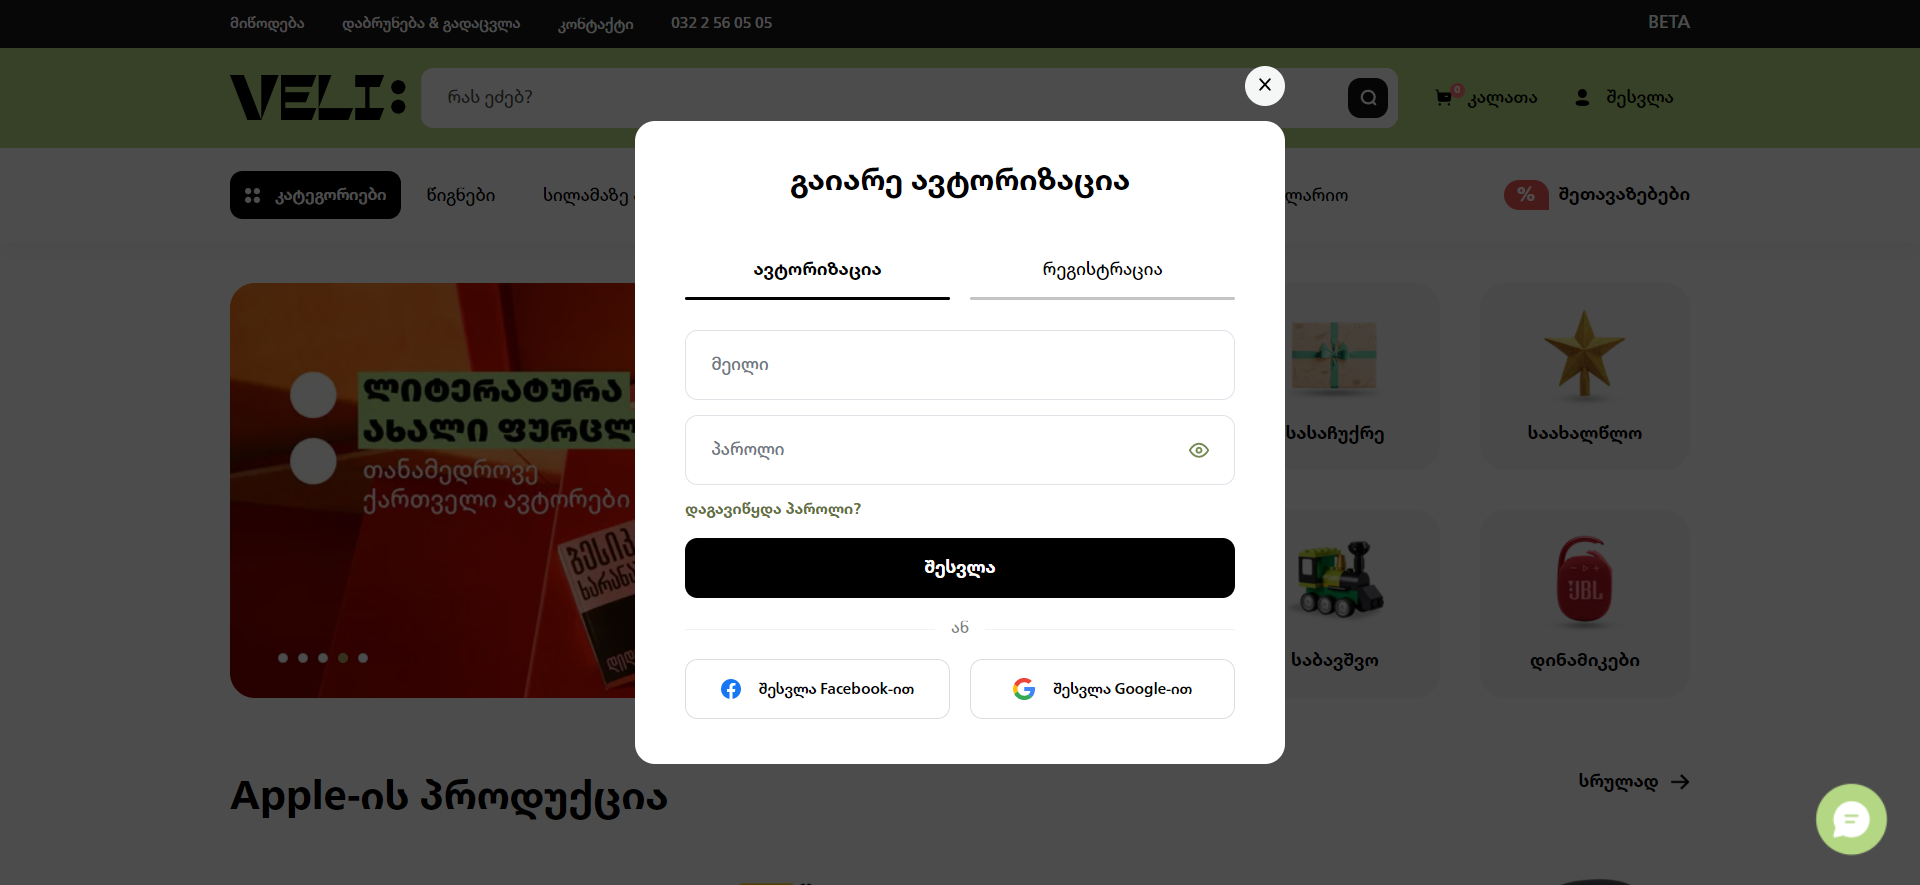 მიწოდება
დაბრუნება & გადაცვლა
კონტაქტი
032 2 56 05 05
BETA
VELI:
რას ეძებ?
0
კალათა
შესვლა
კატეგორიები
წიგნები
სილამაზე
ლარიო
%
შეთავაზებები
გაიარე ავტორიზაცია
ავტორიზაცია
რეგისტრაცია
მეილი
პაროლი
დაგავიწყდა პაროლი?
შესვლა
ან
შესვლა Facebook-ით
შესვლა Google-ით
ლიტერატურა
ახალი ფურცლ
თანამედროვე
ქართველი ავტორები
სასაჩუქრე
საახალწლო
საბავშვო
JBL
დინამიკები
Apple-ის პროდუქცია
სრულად